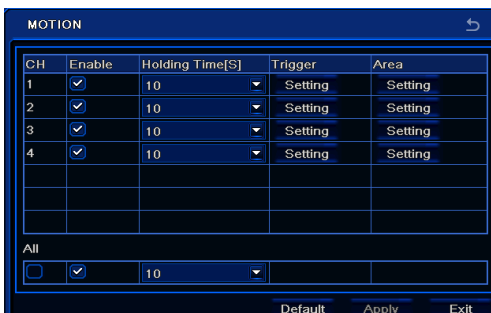 MOTION
CH Enable Holding Time[S] Trigger Area
1 10 Setting Setting
2 10 Setting Setting
3 10 Setting Setting
4 10 Setting Setting
All
10
Default Apply Exit